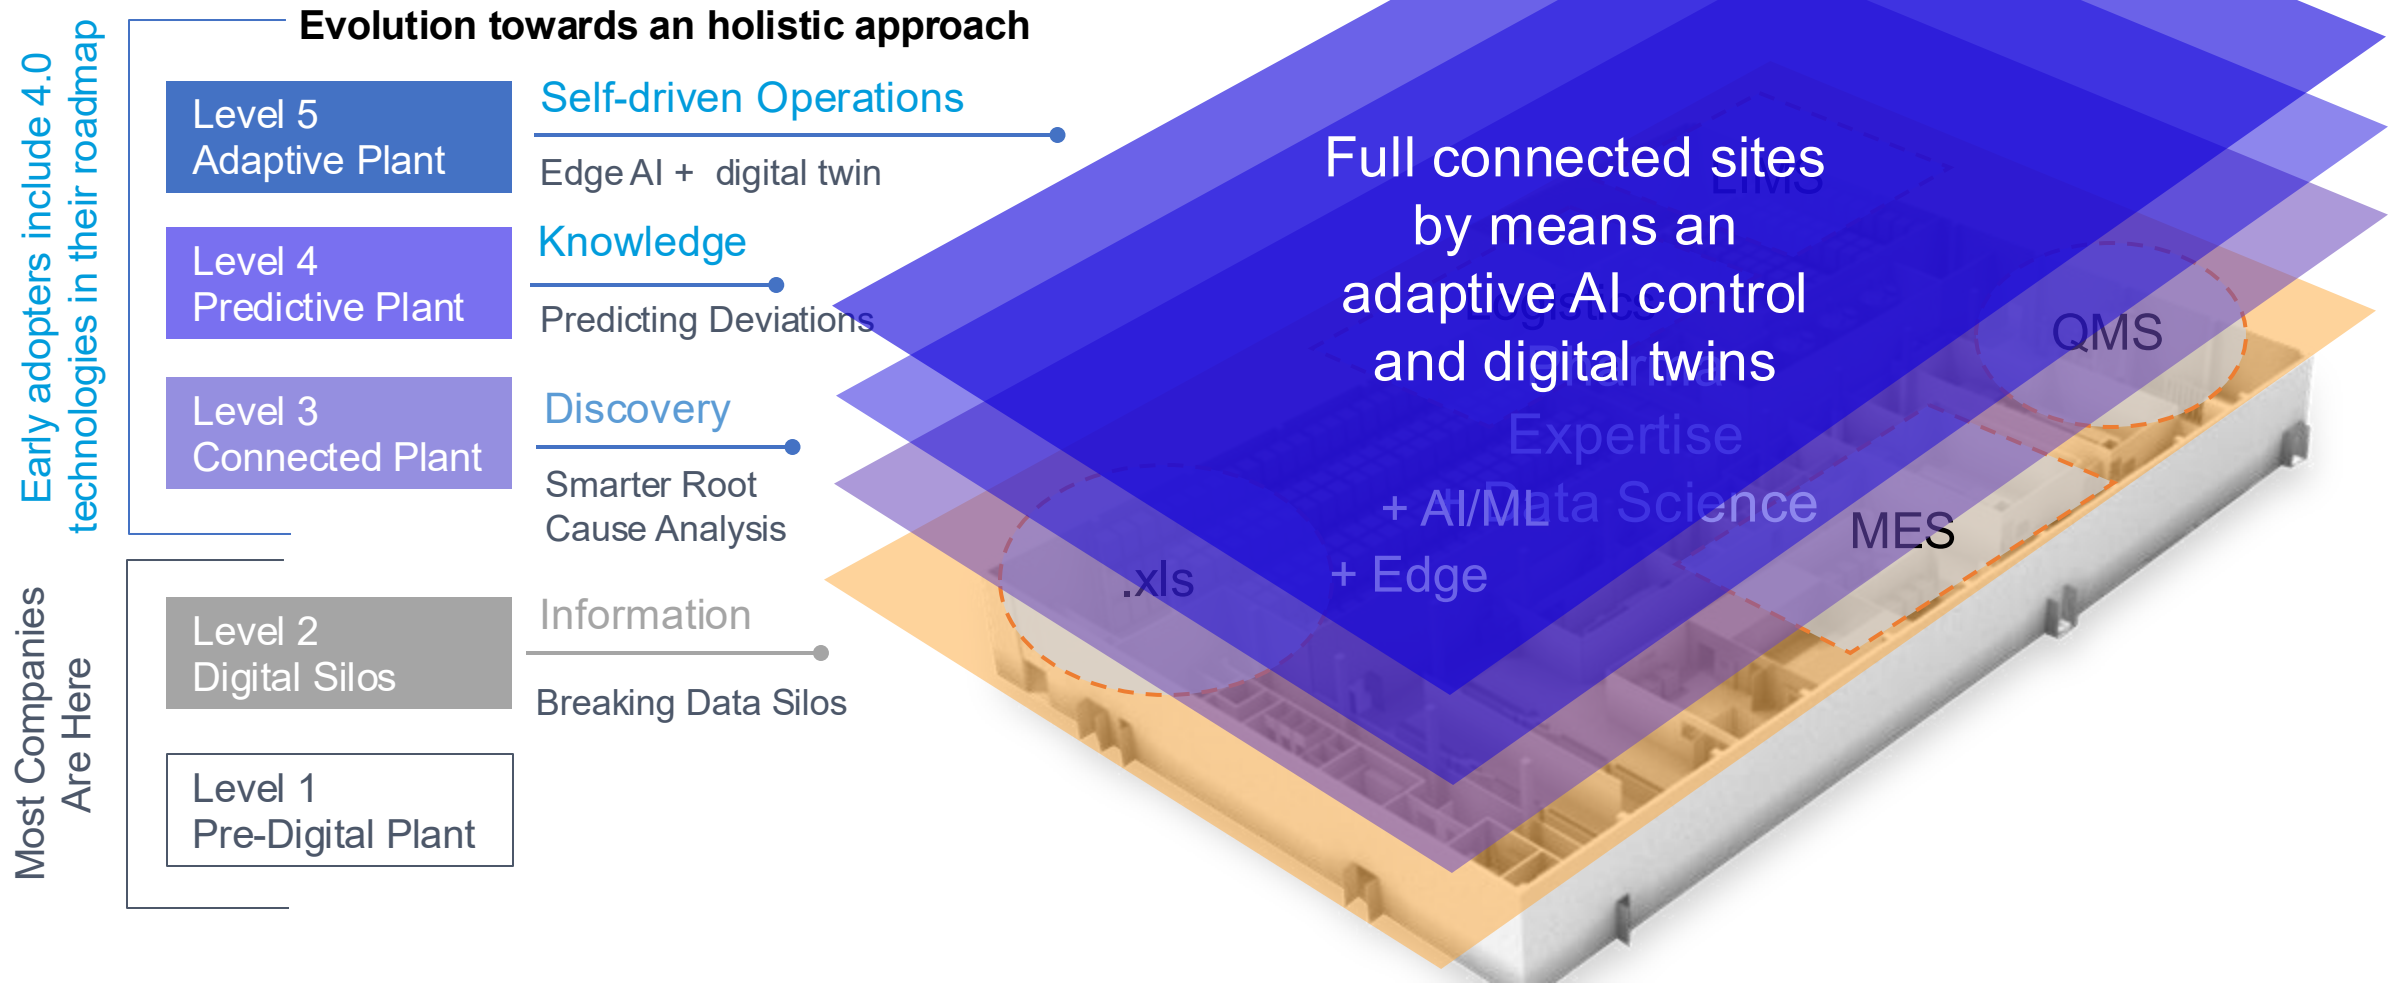 Evolution towards an holistic approach
Early adopters include 4.0
technologies in their roadmap
Level 5
Adaptive Plant
Self-driven Operations
Edge AI + digital twin
Level 4
Predictive Plant
Knowledge
Predicting Deviations
Level 3
Connected Plant
Discovery
Smarter Root
Cause Analysis
Most Companies
Are Here
Level 2
Digital Silos
Information
Breaking Data Silos
Level 1
Pre-Digital Plant
Full connected sites
by means an
adaptive AI control
and digital twins
LIMS
Logistics
Pharma
Expertise
+ Data Science
+ AI/ML
+ Edge
QMS
MES
.xls